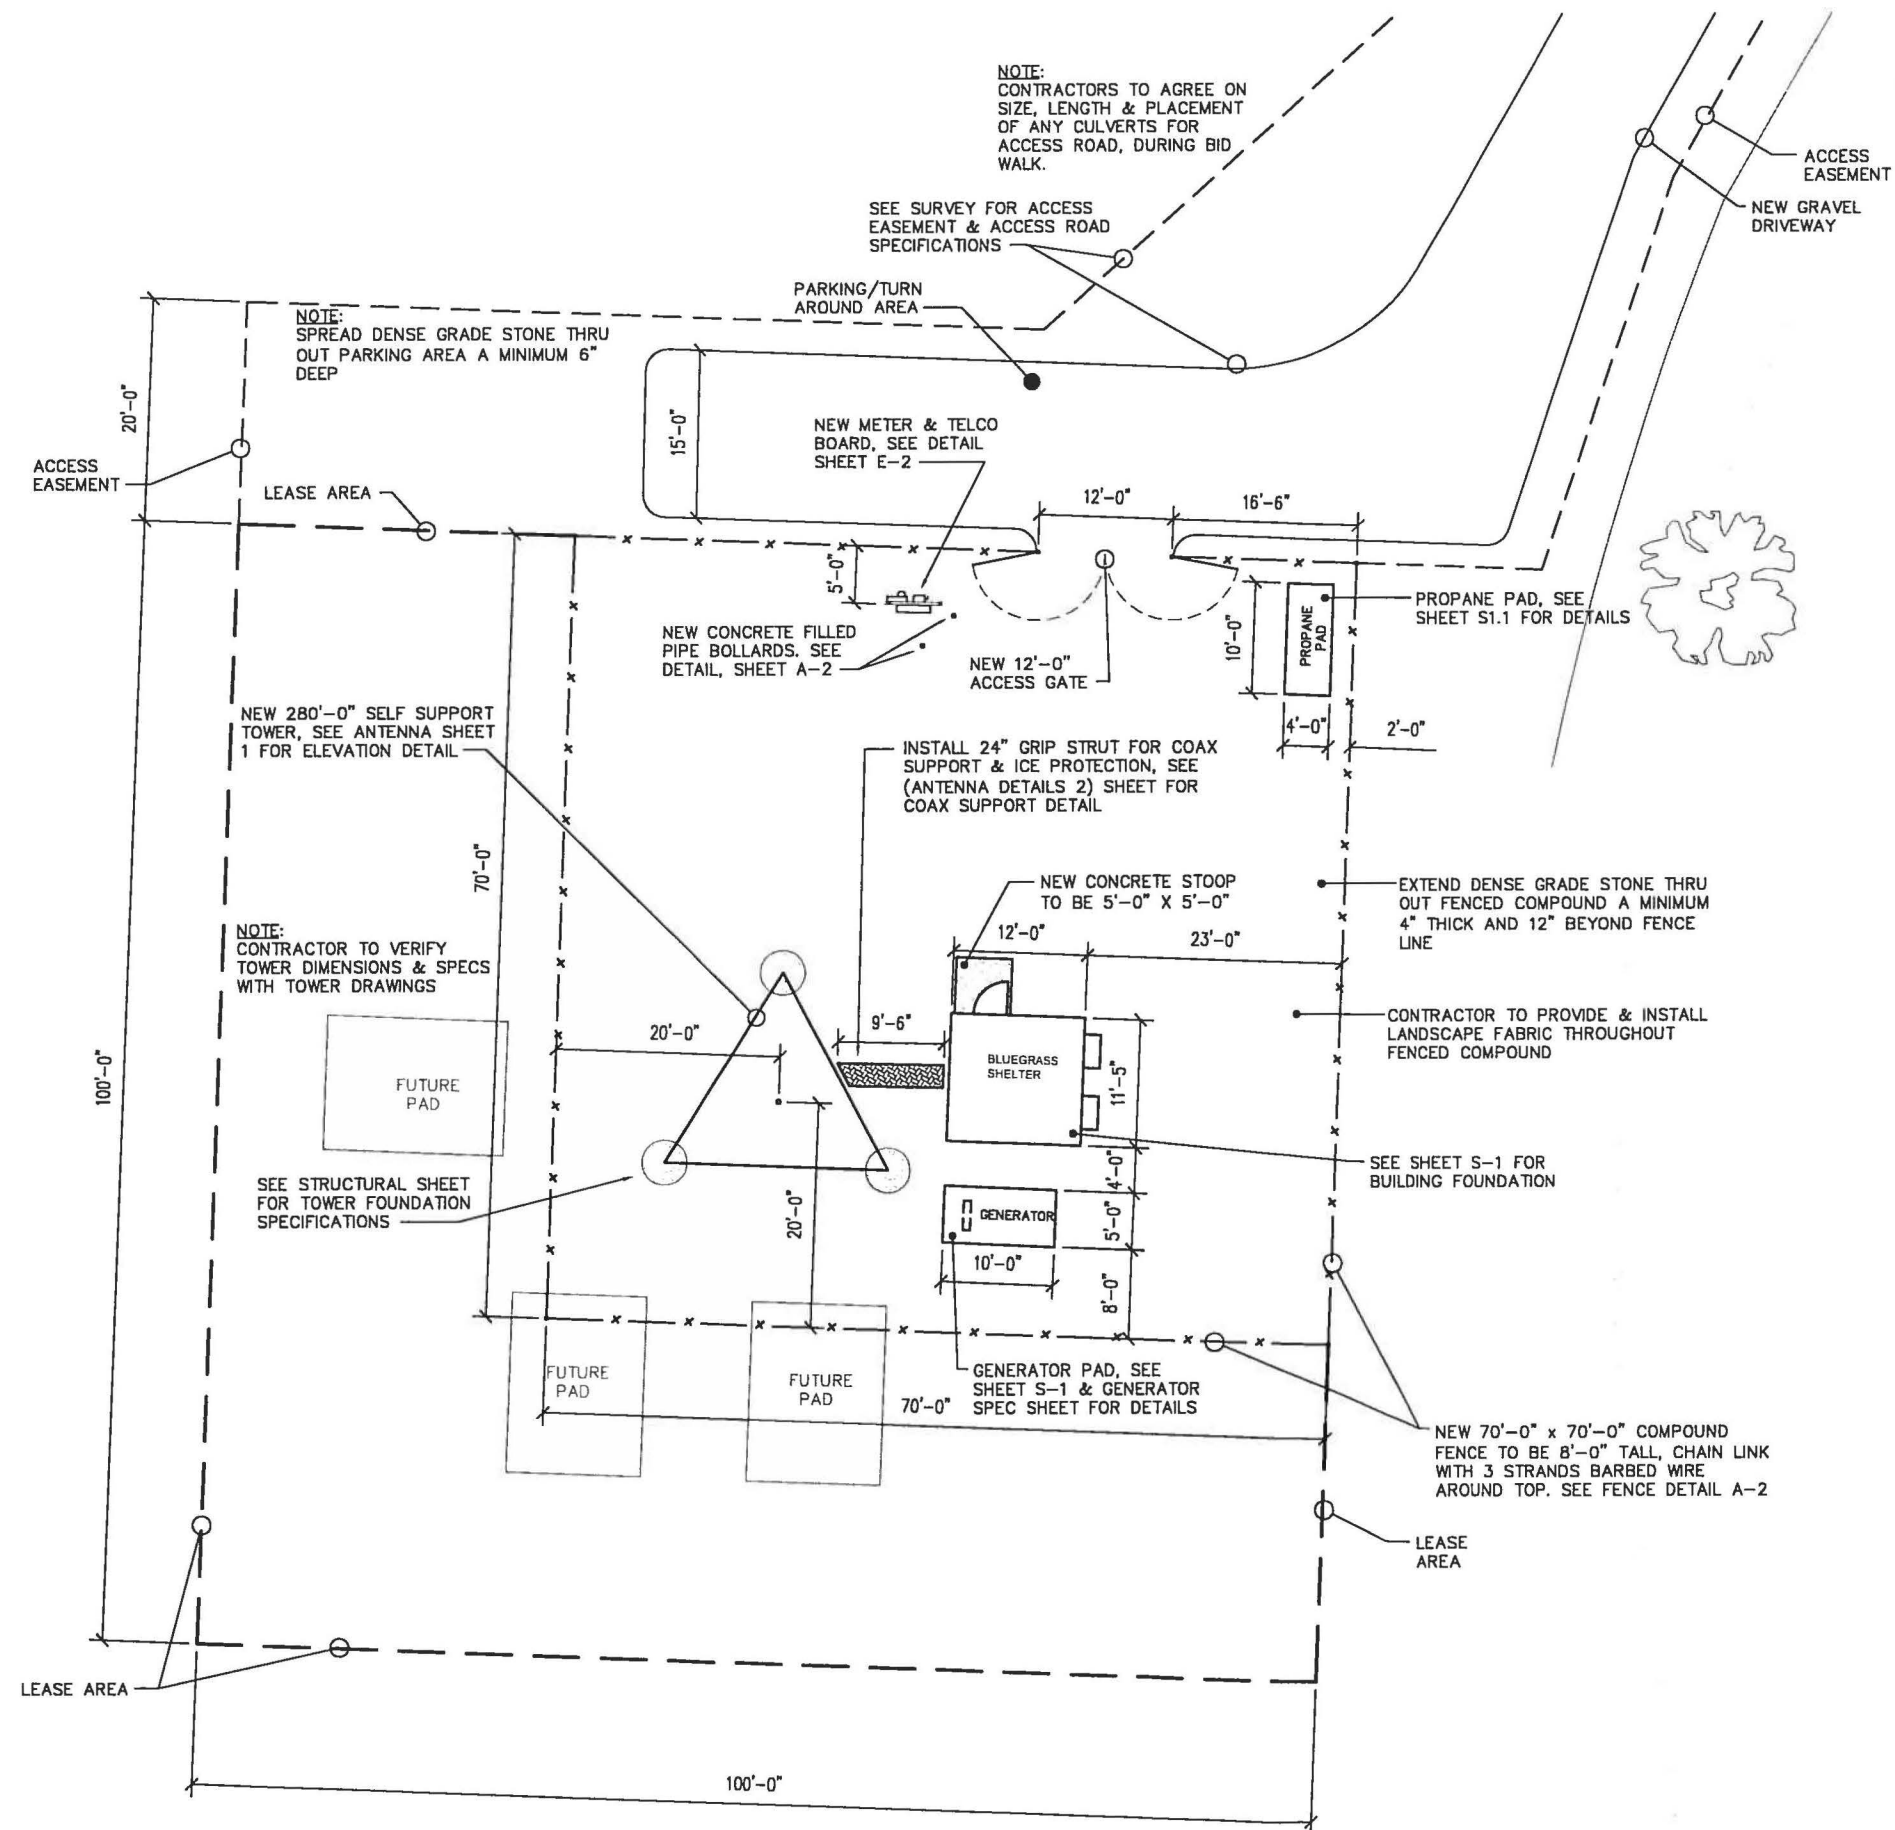 NOTE:
CONTRACTORS TO AGREE ON
SIZE, LENGTH & PLACEMENT
OF ANY CULVERTS FOR
ACCESS ROAD, DURING BID
WALK.
ACCESS
EASEMENT
NEW GRAVEL
DRIVEWAY
SEE SURVEY FOR ACCESS
EASEMENT & ACCESS ROAD
SPECIFICATIONS
PARKING/TURN
AROUND AREA
NOTE:
SPREAD DENSE GRADE STONE THRU
OUT PARKING AREA A MINIMUM 6"
DEEP
20'-0"
15'-0"
NEW METER & TELCO
BOARD, SEE DETAIL
SHEET E-2
ACCESS
EASEMENT
LEASE AREA
12'-0"
16'-6"
5'-0"
PROPANE PAD, SEE
SHEET S1.1 FOR DETAILS
10'-0"
PROPANE
PAD
NEW CONCRETE FILLED
PIPE BOLLARDS. SEE
DETAIL, SHEET A-2
NEW 12'-0"
ACCESS GATE
4'-0"
2'-0"
NEW 280'-0" SELF SUPPORT
TOWER, SEE ANTENNA SHEET
1 FOR ELEVATION DETAIL
INSTALL 24" GRIP STRUT FOR COAX
SUPPORT & ICE PROTECTION, SEE
(ANTENNA DETAILS 2) SHEET FOR
COAX SUPPORT DETAIL
70'-0"
NEW CONCRETE STOOP
TO BE 5'-0" X 5'-0"
EXTEND DENSE GRADE STONE THRU
OUT FENCED COMPOUND A MINIMUM
4" THICK AND 12" BEYOND FENCE
LINE
NOTE:
CONTRACTOR TO VERIFY
TOWER DIMENSIONS & SPECS
WITH TOWER DRAWINGS
12'-0"
23'-0"
CONTRACTOR TO PROVIDE & INSTALL
LANDSCAPE FABRIC THROUGHOUT
FENCED COMPOUND
20'-0"
9'-6"
BLUEGRASS
SHELTER
11'-5"
100'-0"
FUTURE
PAD
SEE SHEET S-1 FOR
BUILDING FOUNDATION
4'-0"
SEE STRUCTURAL SHEET
FOR TOWER FOUNDATION
SPECIFICATIONS
20'-0"
GENERATOR
5'-0"
10'-0"
8'-0"
FUTURE
PAD
FUTURE
PAD
GENERATOR PAD, SEE
SHEET S-1 & GENERATOR
SPEC SHEET FOR DETAILS
70'-0"
NEW 70'-0" x 70'-0" COMPOUND
FENCE TO BE 8'-0" TALL, CHAIN LINK
WITH 3 STRANDS BARBED WIRE
AROUND TOP. SEE FENCE DETAIL A-2
LEASE
AREA
LEASE AREA
100'-0"